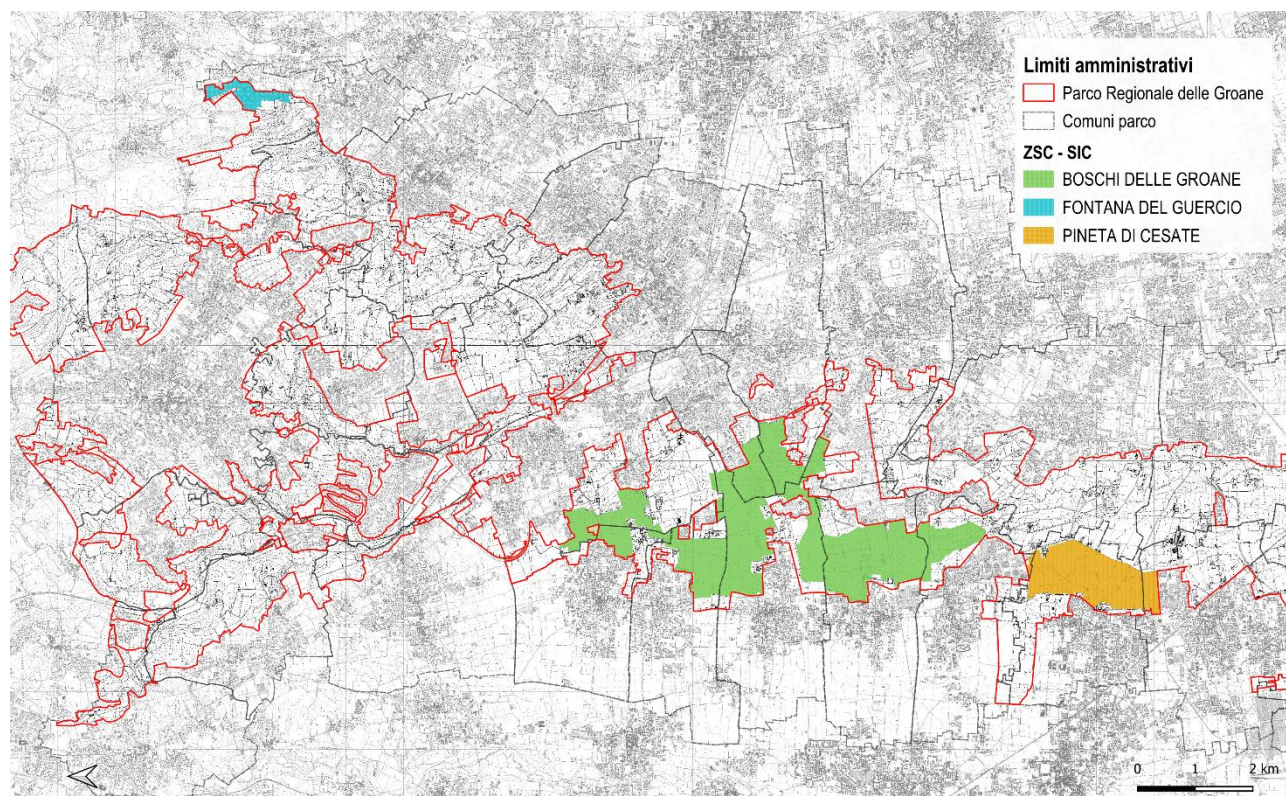 Limiti amministrativi
Parco Regionale delle Groane
Comuni parco
ZSC - SIC
BOSCHI DELLE GROANE
FONTANA DEL GUERCIO
PINETA DI CESATE
0 1 2 km